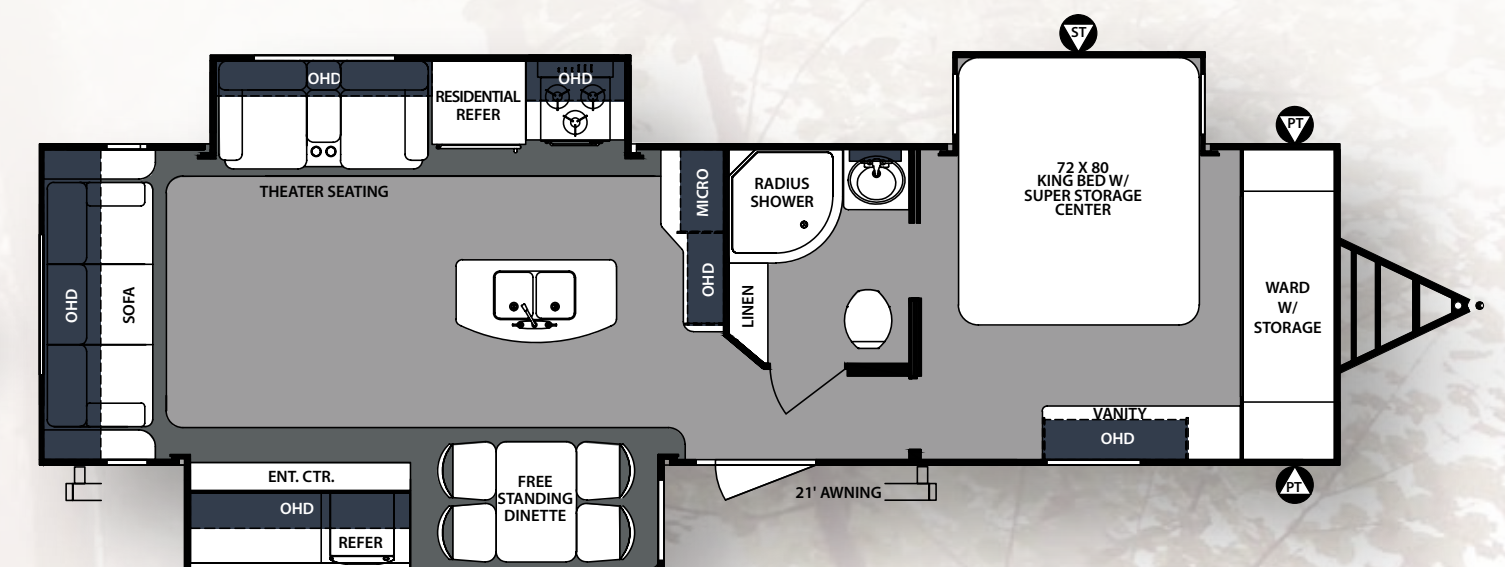 ST
OHD
OHD
RESIDENTIAL
REFER
PT
THEATER SEATING
MICRO
RADIUS
SHOWER
72 X 80
KING BED W/
SUPER STORAGE
CENTER
OHD
SOFA
OHD
LINEN
WARD
W/
STORAGE
VANITY
OHD
ENT. CTR.
OHD
REFER
FREE
STANDING
DINETTE
21' AWNING
PT